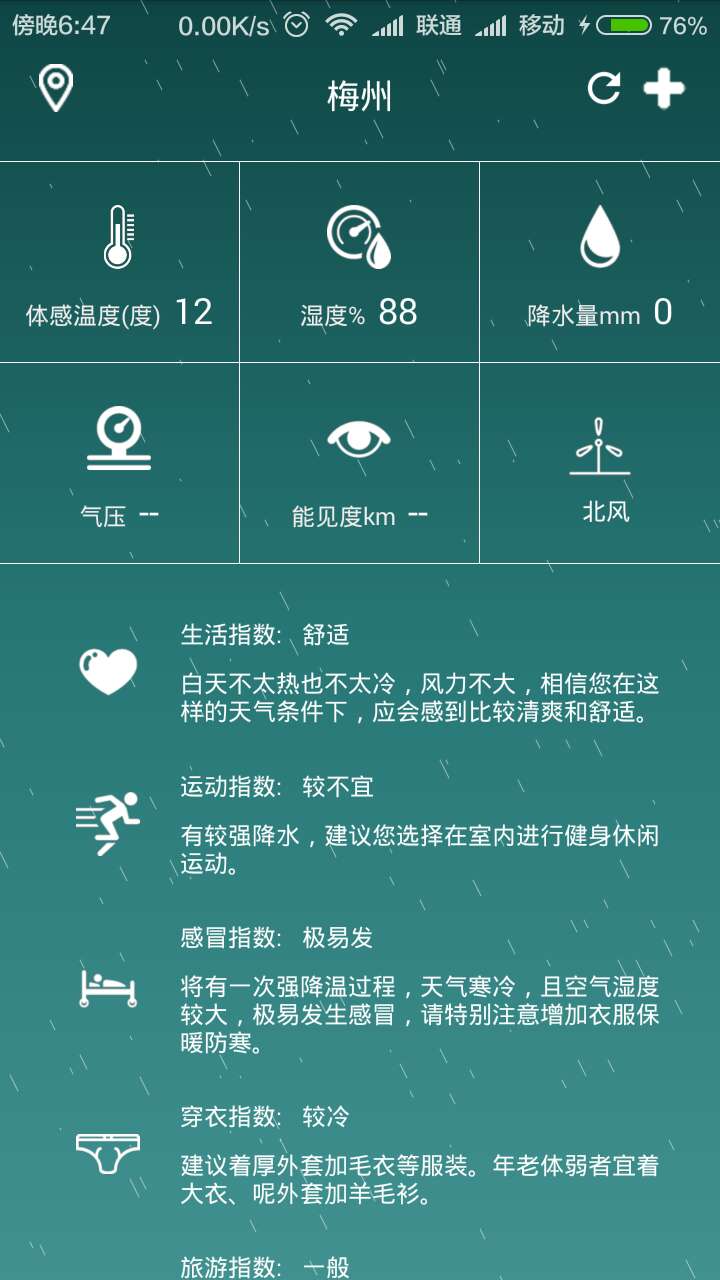 傍晚6:47 0.00K/s 联通 移动 76%
梅州
体感温度(度) 12 湿度% 88 降水量mm 0
气压 -- 能见度km -- 北风
生活指数: 舒适
白天不太热也不太冷，风力不大，相信您在这
样的天气条件下，应会感到比较清爽和舒适。
运动指数: 较不宜
有较强降水，建议您选择在室内进行健身休闲
运动。
感冒指数: 极易发
将有一次强降温过程，天气寒冷，且空气湿度
较大，极易发生感冒，请特别注意增加衣服保
暖防寒。
穿衣指数: 较冷
建议着厚外套加毛衣等服装。年老体弱者宜着
大衣、呢外套加羊毛衫。
旅游指数: 一般